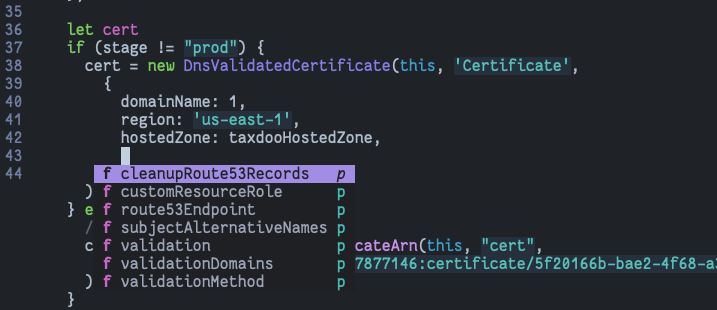 35
36 let cert
37 if (stage != "prod") {
38 cert = new DnsValidatedCertificate(this, 'Certificate',
39 {
40 domainName: 1,
41 region: 'us-east-1',
42 hostedZone: taxdooHostedZone,
43
44 f cleanupRoute53Records p
) f customResourceRole p
} e f route53Endpoint p
/ f subjectAlternativeNames p
c f validation p cateArn(this, "cert",
f validationDomains p 7877146:certificate/5f20166b-bae2-4f68-a
) f validationMethod p
}